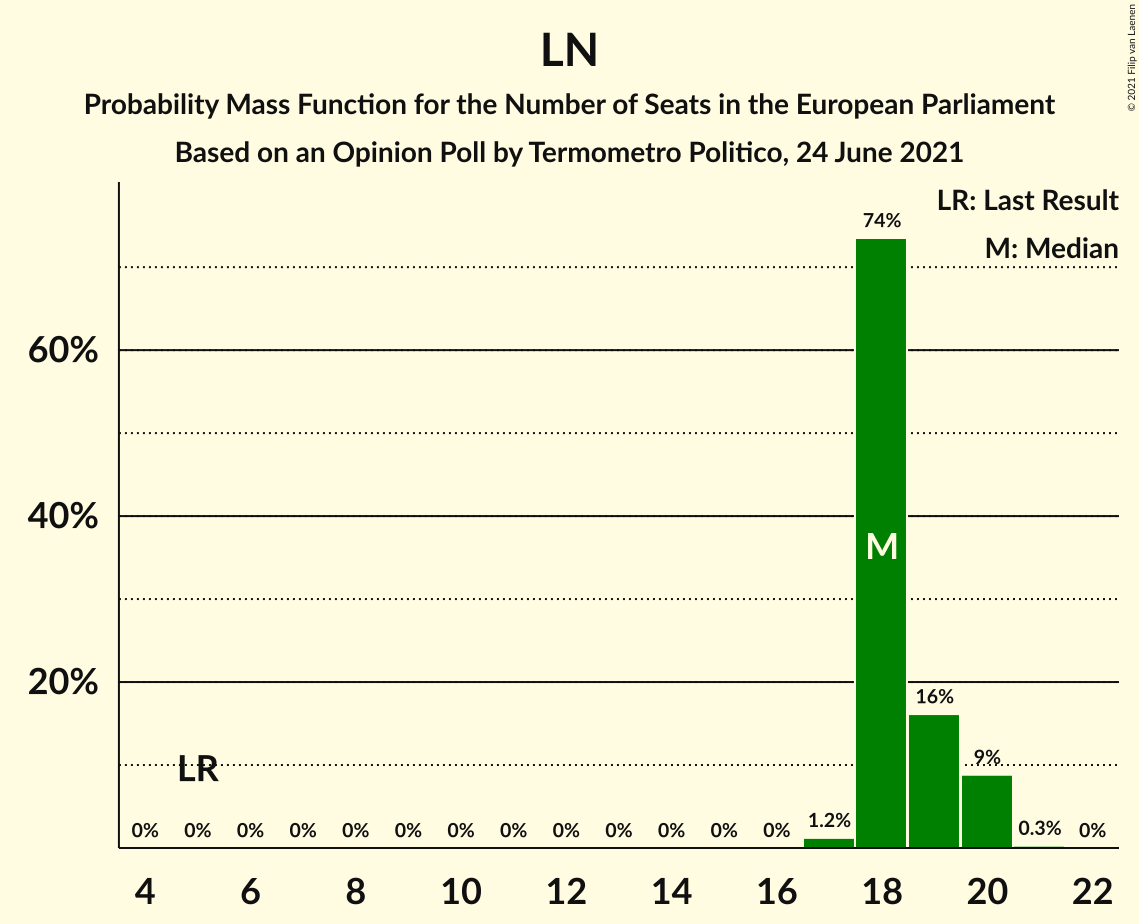 LN
Probability Mass Function for the Number of Seats in the European Parliament
Based on an Opinion Poll by Termometro Politico, 24 June 2021
© 2021 Filip van Laenen
LR: Last Result
M: Median
74%
60%
40%
M
20%
16%
LR
9%
0% 0% 0% 0% 0% 0% 0% 0% 0% 0% 0% 0% 0% 1.2% 0.3% 0%
4 6 8 10 12 14 16 18 20 22